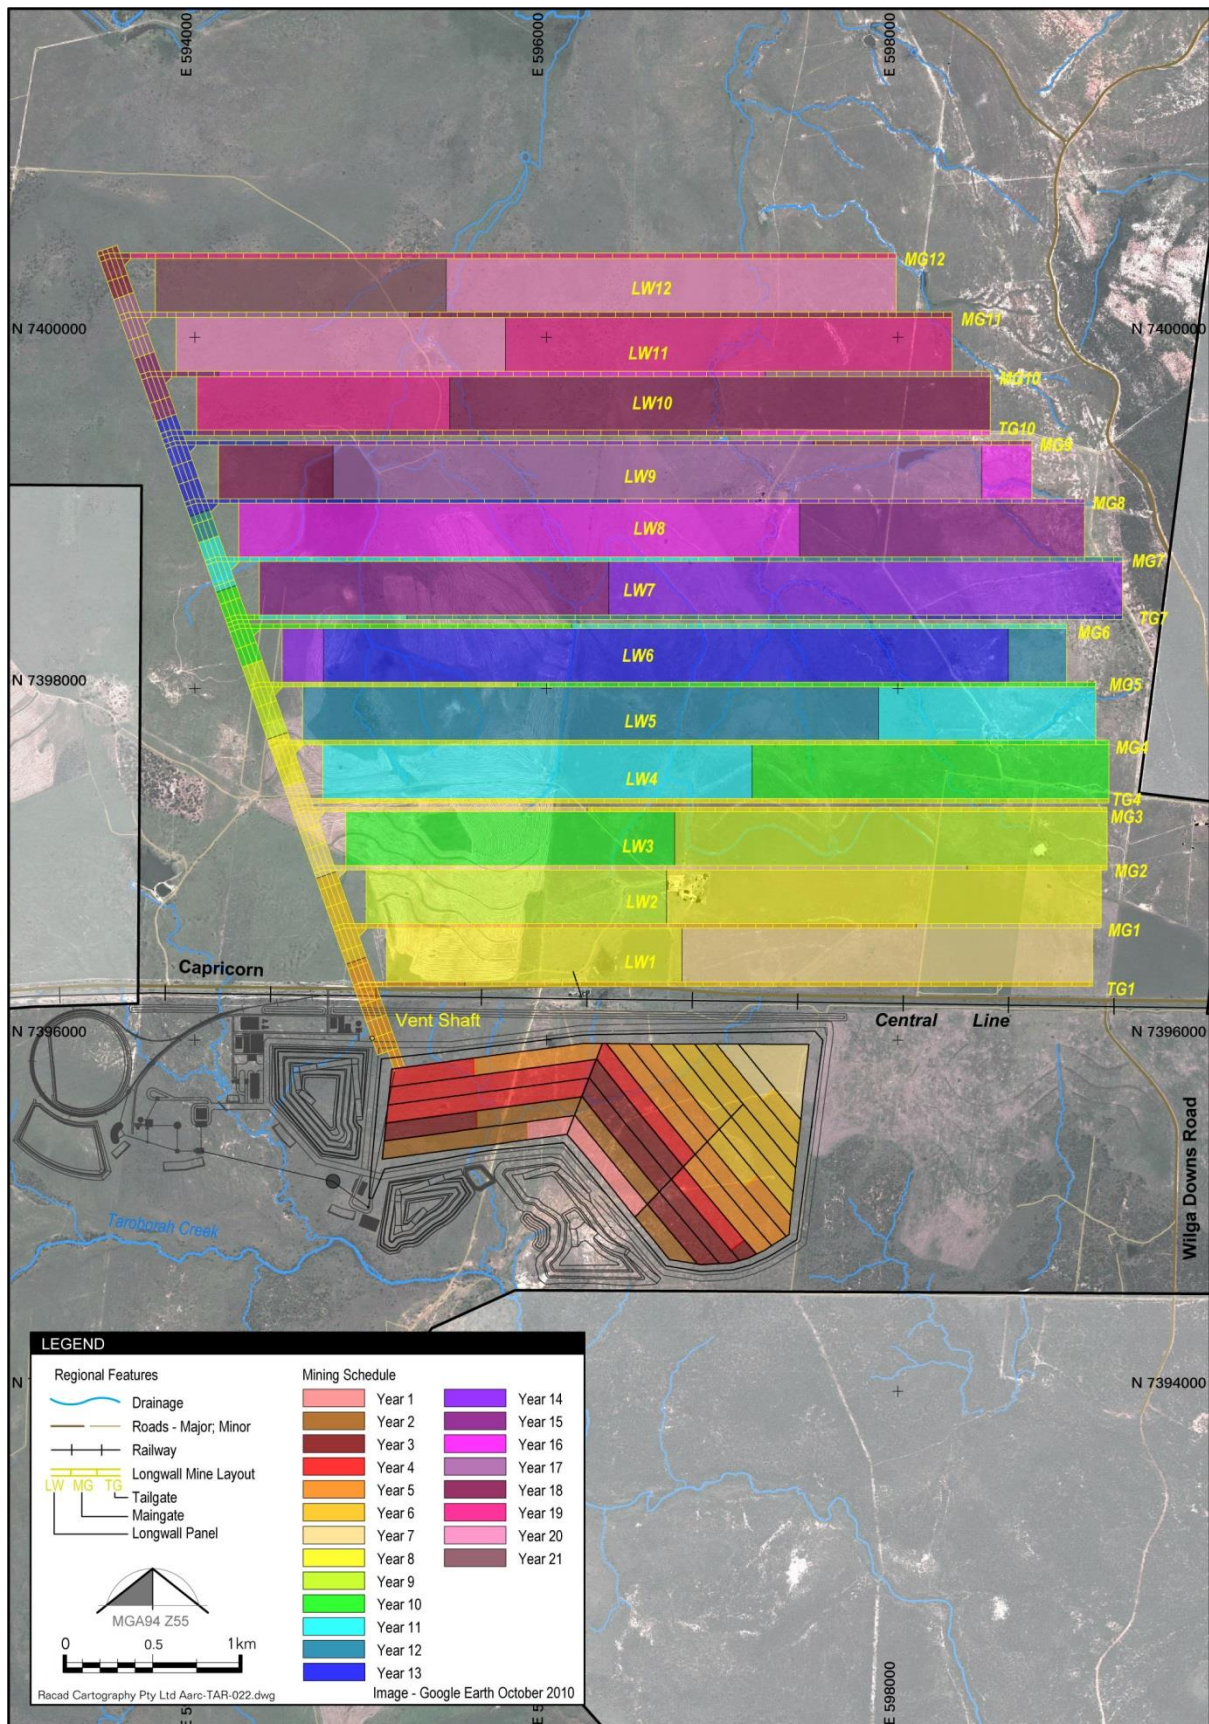 E 594000
E 596000
E 598000
MG12
LW12
N 7400000
N 7400000
MG11
LW11
MG10
LW10
TG10
MG9
LW9
MG8
LW8
MG7
LW7
TG7
MG6
LW6
N 7398000
N 7398000
MG5
LW5
MG4
LW4
TG4
MG3
LW3
MG2
LW2
MG1
LW1
Capricorn
TG1
Vent Shaft
Central Line
N 7396000
N 7396000
Wilga Downs Road
Taroborah Creek
LEGEND
Regional Features
Drainage
Roads - Major; Minor
Railway
Longwall Mine Layout
LW MG TG
Tailgate
Maingate
Longwall Panel
MGA94 Z55
0 0.5 1km
Racad Cartography Pty Ltd Aarc-TAR-022.dwg
Mining Schedule
Year 1
Year 2
Year 3
Year 4
Year 5
Year 6
Year 7
Year 8
Year 9
Year 10
Year 11
Year 12
Year 13
Year 14
Year 15
Year 16
Year 17
Year 18
Year 19
Year 20
Year 21
Image - Google Earth October 2010
N
N 7394000
E 5
E 5
E 598000